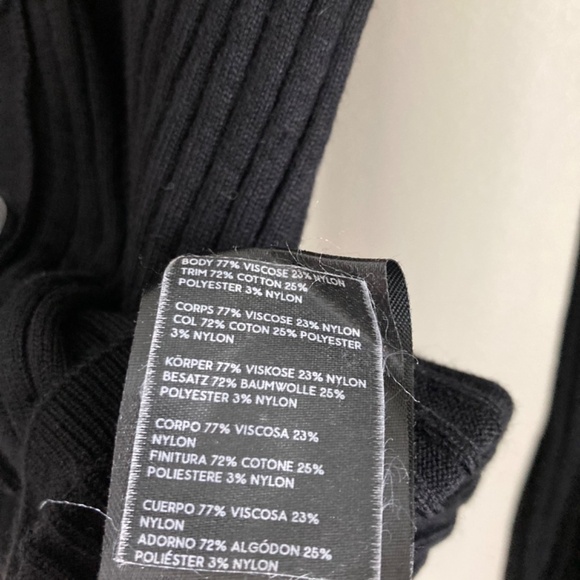 BODY 77% VISCOSE 23% NYLON
TRIM 72% COTTON 25%
POLYESTER 3% NYLON
CORPS 77% VISCOSE 23% NYLON
COL 72% COTON 25% POLYESTER
3% NYLON
KÖRPER 77% VISKOSE 23% NYLON
BESATZ 72% BAUMWOLLE 25%
POLYESTER 3% NYLON
CORPO 77% VISCOSA 23%
NYLON
FINITURA 72% COTONE 25%
POLIESTERE 3% NYLON
CUERPO 77% VISCOSA 23%
NYLON
ADORNO 72% ALGÓDON 25%
POLIÉSTER 3% NYLON